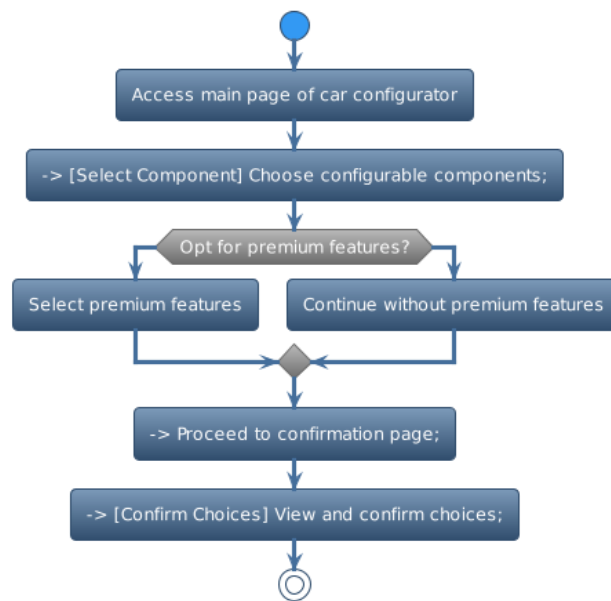 Access main page of car configurator
-> [Select Component] Choose configurable components;
Opt for premium features?
Select premium features
Continue without premium features
-> Proceed to confirmation page;
-> [Confirm Choices] View and confirm choices;